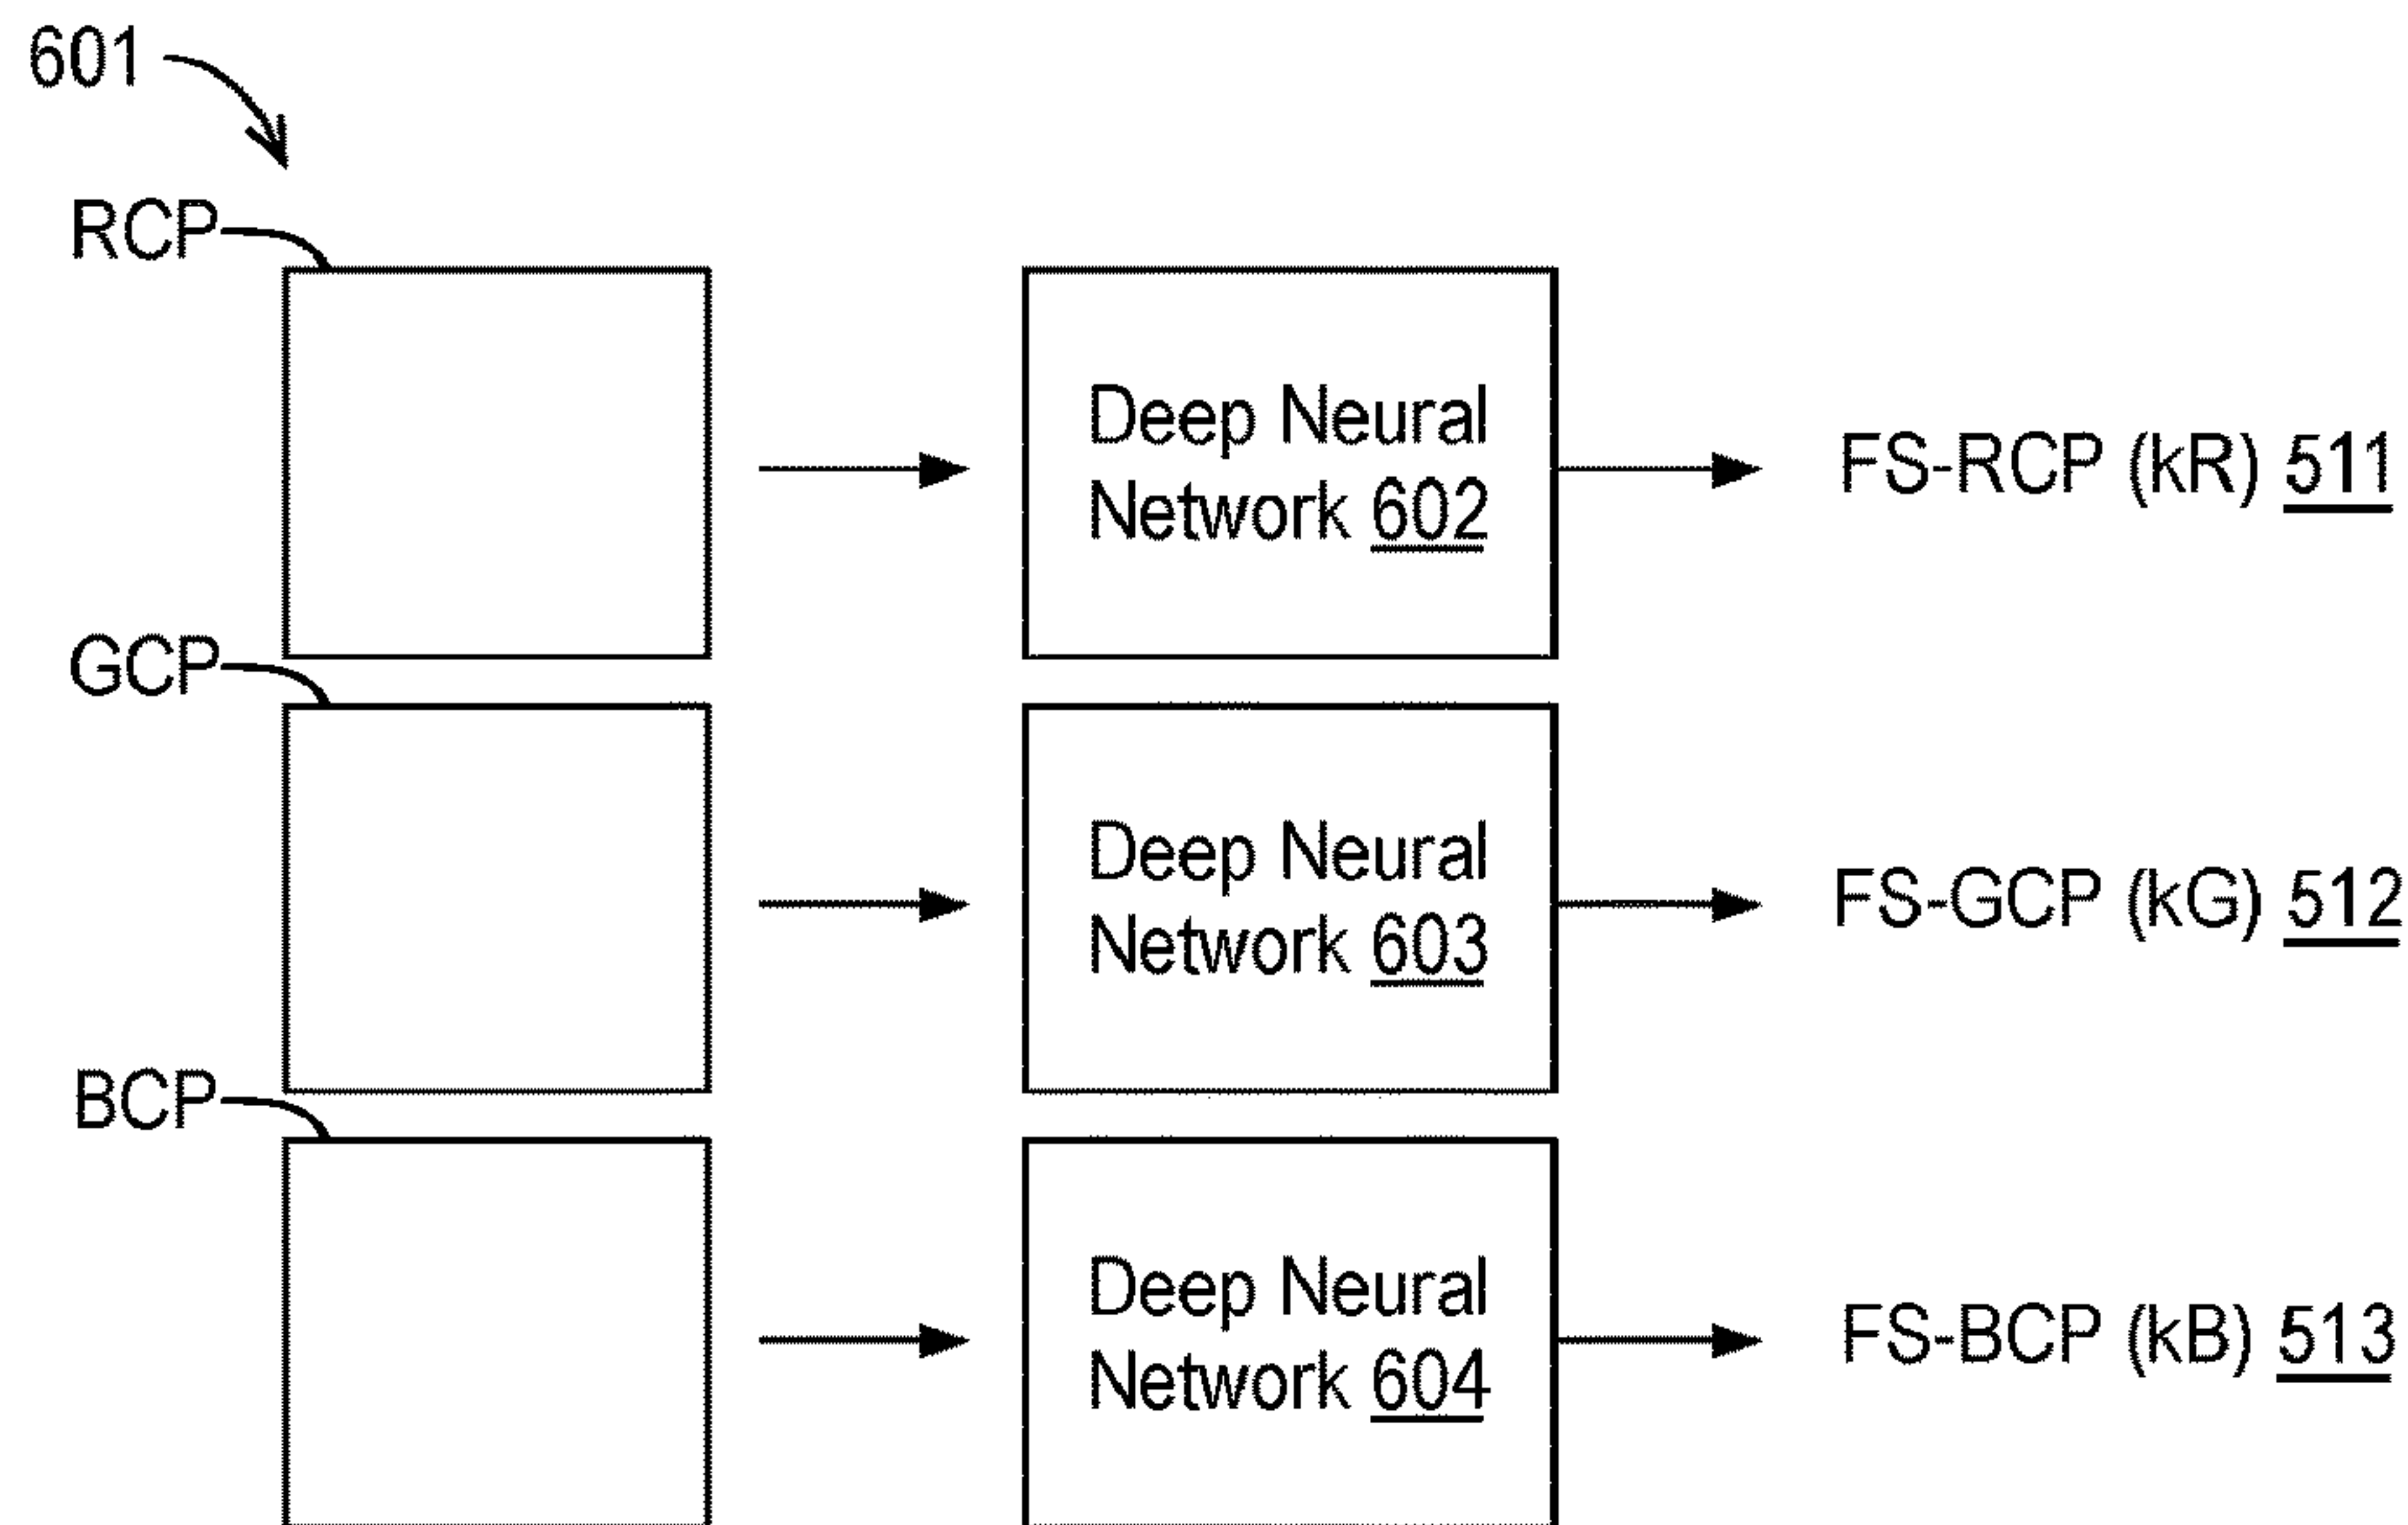 601
RCP
Deep Neural
Network 602
FS-RCP (kR) 511
GCP
Deep Neural
Network 603
FS-GCP (kG) 512
BCP
Deep Neural
Network 604
FS-BCP (kB) 513